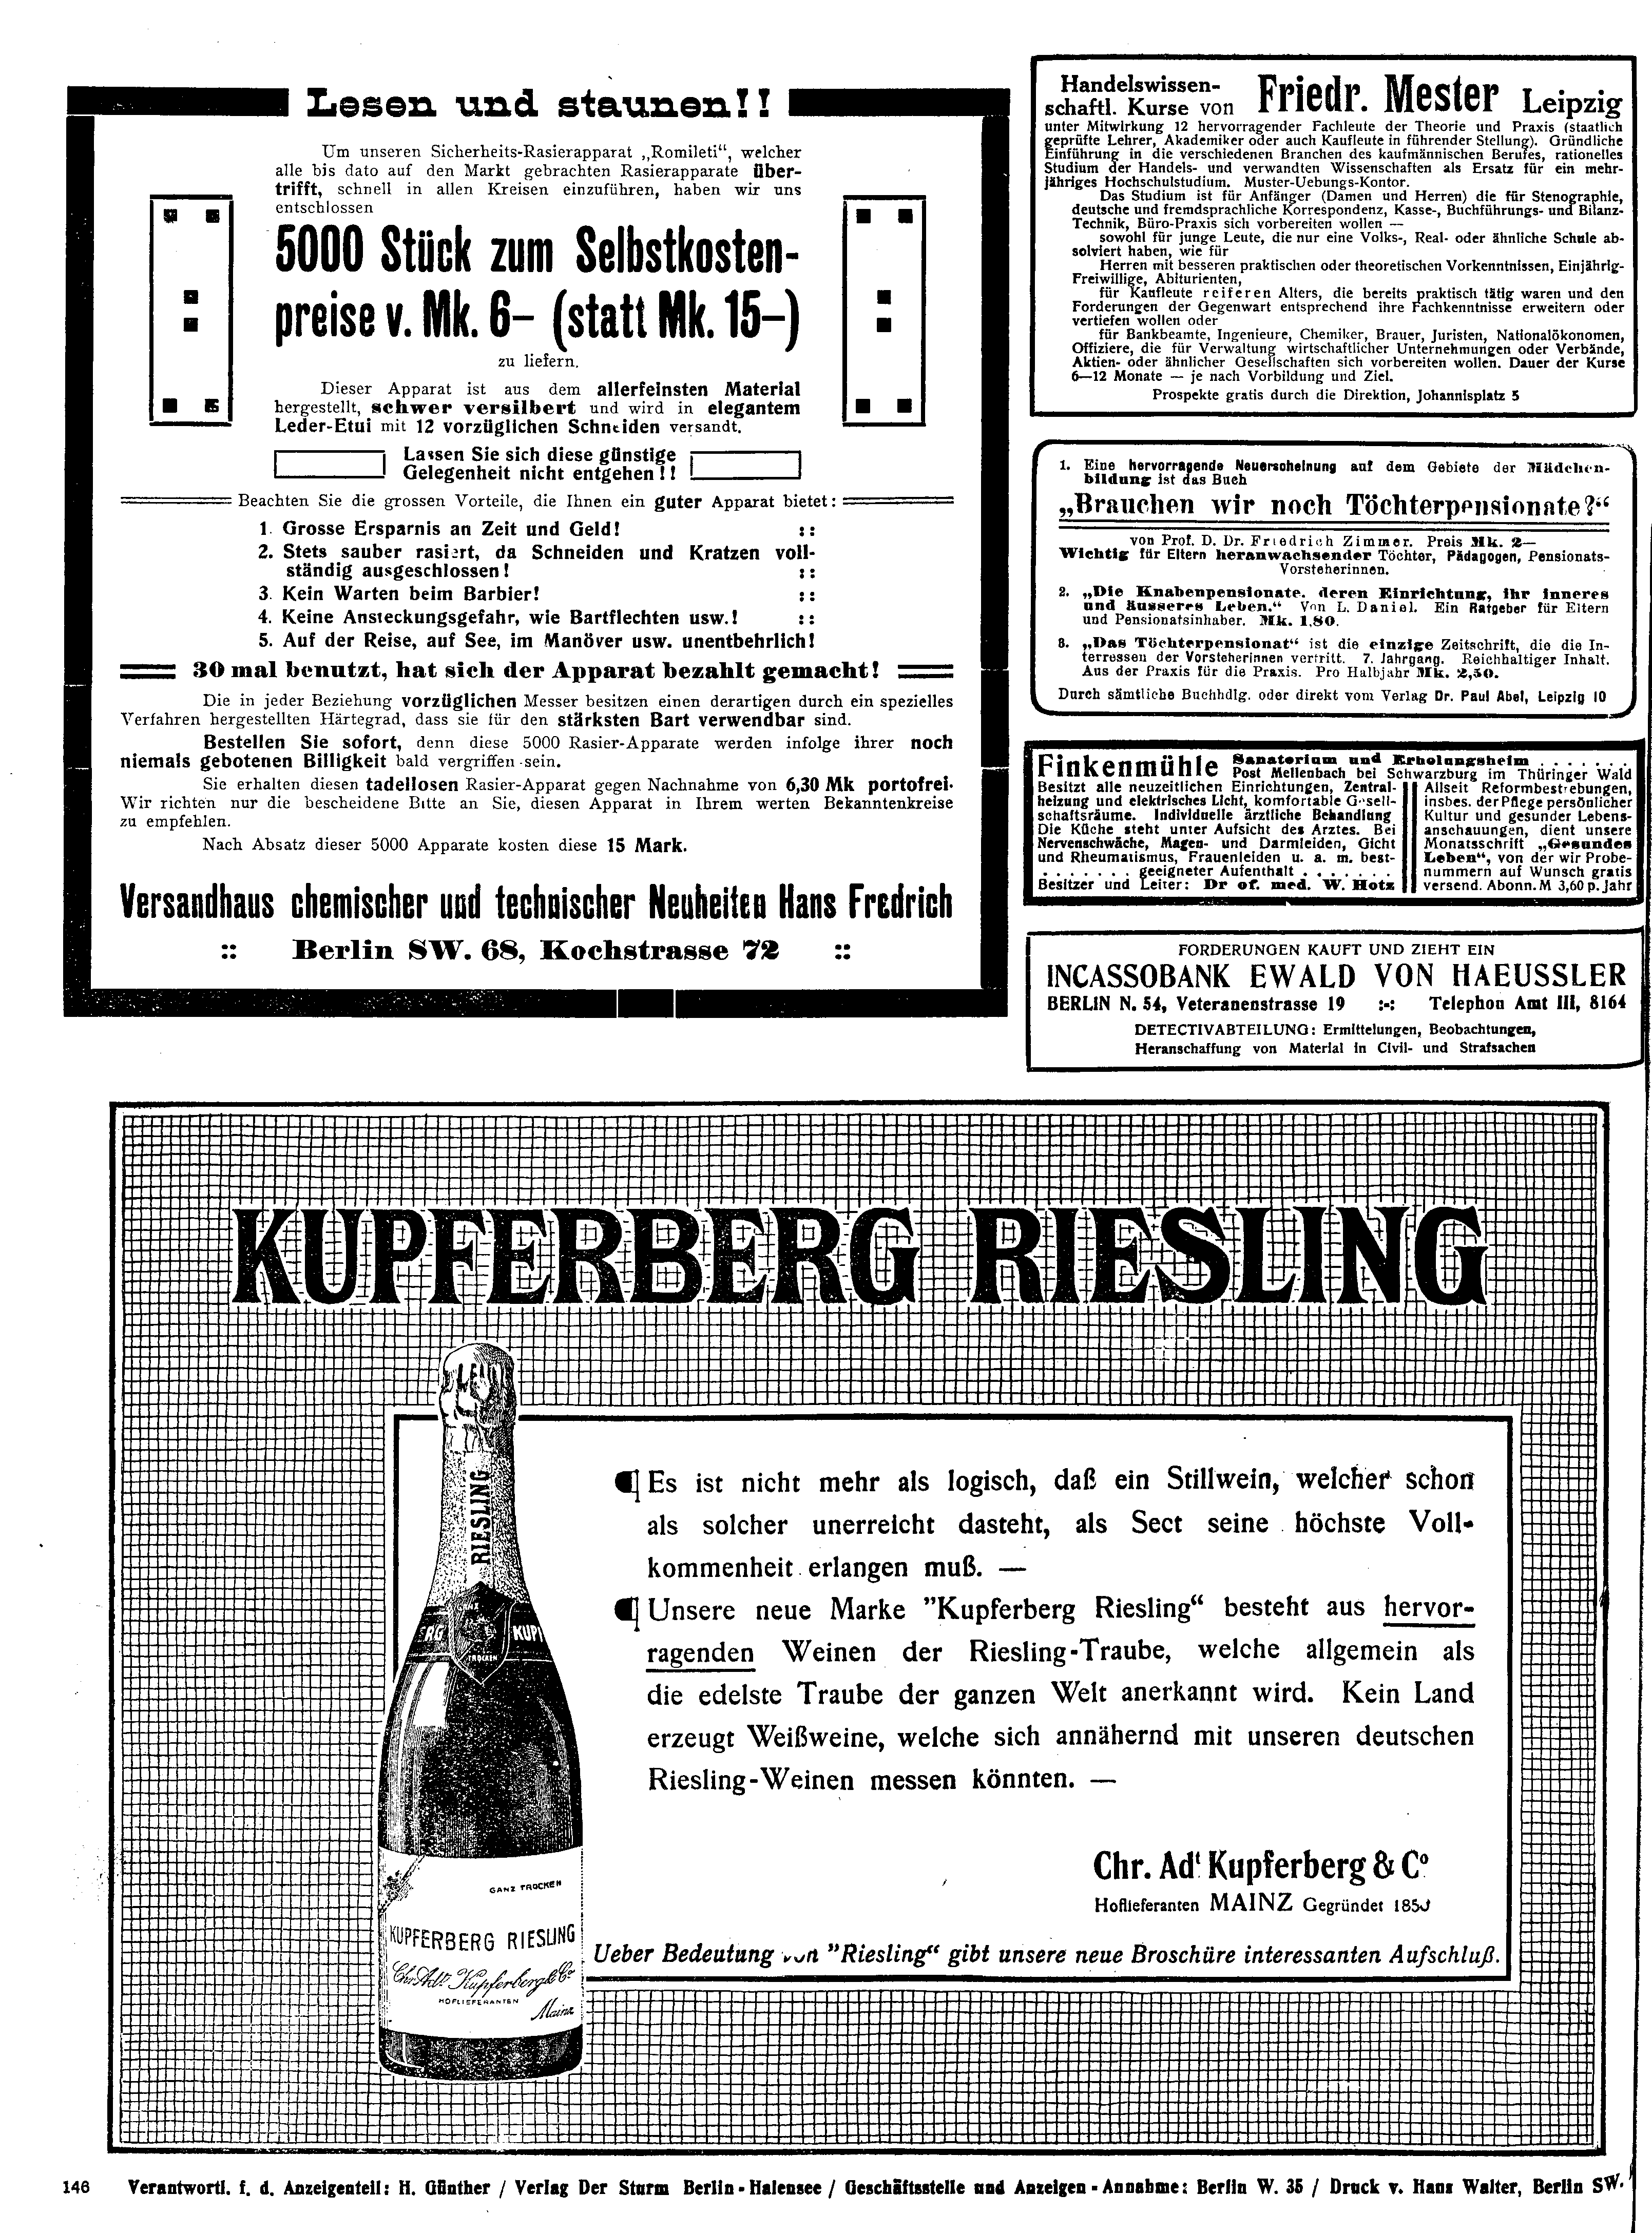 Lesen und staunen!!
Um unseren Sicherheits-Rasierapparat „Romileti“, welcher
alle bis dato auf den Markt gebrachten Rasierapparate über-
trifft, schnell in allen Kreisen einzuführen, haben wir uns
entschlossen
5000 Stück zum Selbstkosten-
preise v. Mk. 6– (statt Mk. 15–)
zu liefern.
Dieser Apparat ist aus dem allerfeinsten Material
hergestellt, schwer versilbert und wird in elegantem
Leder-Etui mit 12 vorzüglichen Schneiden versandt.
Lassen Sie sich diese günstige
Gelegenheit nicht entgehen!!
Beachten Sie die grossen Vorteile, die Ihnen ein guter Apparat bietet:
1. Grosse Ersparnis an Zeit und Geld! ::
2. Stets sauber rasiert, da Schneiden und Kratzen voll-
ständig ausgeschlossen! ::
3. Kein Warten beim Barbier! ::
4. Keine Ansteckungsgefahr, wie Bartflechten usw.! ::
5. Auf der Reise, auf See, im Manöver usw. unentbehrlich!
30 mal benutzt, hat sich der Apparat bezahlt gemacht!
Die in jeder Beziehung vorzüglichen Messer besitzen einen derartigen durch ein spezielles
Verfahren hergestellten Härtegrad, dass sie für den stärksten Bart verwendbar sind.
Bestellen Sie sofort, denn diese 5000 Rasier-Apparate werden infolge ihrer noch
niemals gebotenen Billigkeit bald vergriffen sein.
Sie erhalten diesen tadellosen Rasier-Apparat gegen Nachnahme von 6,30 Mk portofrei.
Wir richten nur die bescheidene Bitte an Sie, diesen Apparat in Ihrem werten Bekanntenkreise
zu empfehlen.
Nach Absatz dieser 5000 Apparate kosten diese 15 Mark.
Versandhaus chemischer und technischer Neuheiten Hans Fredrich
:: Berlin SW. 68, Kochstrasse 72 ::
Handelswissen-
schaftl. Kurse von Friedr. Mester Leipzig
unter Mitwirkung 12 hervorragender Fachleute der Theorie und Praxis (staatlich
geprüfte Lehrer, Akademiker oder auch Kaufleute in führender Stellung). Gründliche
Einführung in die verschiedenen Branchen des kaufmännischen Berufes, rationelles
Studium der Handels- und verwandten Wissenschaften als Ersatz für ein mehr-
jähriges Hochschulstudium. Muster-Uebungs-Kontor.
Das Studium ist für Anfänger (Damen und Herren) die für Stenographie,
deutsche und fremdsprachliche Korrespondenz, Kasse-, Buchführungs- und Bilanz-
Technik, Büro-Praxis sich vorbereiten wollen —
sowohl für junge Leute, die nur eine Volks-, Real- oder ähnliche Schule ab-
solviert haben, wie für
Herren mit besseren praktischen oder theoretischen Vorkenntnissen, Einjährig-
Freiwillige, Abiturienten,
für Kaufleute reiferen Alters, die bereits praktisch tätig waren und den
Forderungen der Gegenwart entsprechend ihre Fachkenntnisse erweitern oder
vertiefen wollen oder
für Bankbeamte, Ingenieure, Chemiker, Brauer, Juristen, Nationalökonomen,
Offiziere, die für Verwaltung wirtschaftlicher Unternehmungen oder Verbände,
Aktien- oder ähnlicher Gesellschaften sich vorbereiten wollen. Dauer der Kurse
6—12 Monate — je nach Vorbildung und Ziel.
Prospekte gratis durch die Direktion, Johannisplatz 5
1. Eine hervorragende Neuerscheinung auf dem Gebiete der Mädchen-
bildung ist das Buch
„Brauchen wir noch Töchterpensionate?“
von Prof. D. Dr. Friedrich Zimmer. Preis Mk. 2—
Wichtig für Eltern heranwachsender Töchter, Pädagogen, Pensionats-
Vorsteherinnen.
2. „Die Knabenpensionate, deren Einrichtung, ihr inneres
und äusseres Leben.“ Von L. Daniel. Ein Ratgeber für Eltern
und Pensionatsinhaber. Mk. 1,80.
3. „Das Töchterpensionat“ ist die einzige Zeitschrift, die die In-
terressen der Vorsteherinnen vertritt. 7. Jahrgang. Reichhaltiger Inhalt.
Aus der Praxis für die Praxis. Pro Halbjahr Mk. 2,50.
Durch sämtliche Buchhdlg. oder direkt vom Verlag Dr. Paul Abel, Leipzig 10
Finkenmühle Sanatorium und Erholungsheim . . . . . .
Post Mellenbach bei Schwarzburg im Thüringer Wald
Besitzt alle neuzeitlichen Einrichtungen, Zentral-
heizung und elektrisches Licht, komfortable Gesell-
schaftsräume. Individuelle ärztliche Behandlung
Die Küche steht unter Aufsicht des Arztes. Bei
Nervenschwäche, Magen- und Darmleiden, Gicht
und Rheumatismus, Frauenleiden u. a. m. best-
. . . . . . . geeigneter Aufenthalt . . . . . . .
Besitzer und Leiter: Dr of. med. W. Hotz
Allseit Reformbestrebungen,
insbes. der Pflege persönlicher
Kultur und gesunder Lebens-
anschauungen, dient unsere
Monatsschrift „Gesundes
Leben“, von der wir Probe-
nummern auf Wunsch gratis
versend. Abonn. M 3,60 p. Jahr
FORDERUNGEN KAUFT UND ZIEHT EIN
INCASSOBANK EWALD VON HAEUSSLER
BERLIN N. 54, Veteranenstrasse 19 :-: Telephon Amt III, 8164
DETECTIVABTEILUNG: Ermittelungen, Beobachtungen,
Heranschaffung von Material in Civil- und Strafsachen
KUPFERBERG RIESLING
¶ Es ist nicht mehr als logisch, daß ein Stillwein, welcher schon
als solcher unerreicht dasteht, als Sect seine höchste Voll-
kommenheit erlangen muß. —
¶ Unsere neue Marke ”Kupferberg Riesling“ besteht aus hervor-
ragenden Weinen der Riesling-Traube, welche allgemein als
die edelste Traube der ganzen Welt anerkannt wird. Kein Land
erzeugt Weißweine, welche sich annähernd mit unseren deutschen
Riesling-Weinen messen könnten. —
Chr. Adt. Kupferberg & Co.
Hoflieferanten MAINZ Gegründet 1850
Ueber Bedeutung von ”Riesling“ gibt unsere neue Broschüre interessanten Aufschluß.
RIESLING
RG KUPF
TROCKEN
GANZ TROCKEN
KUPFERBERG RIESLING
Chr. Adt. Kupferberg & Co.
HOFLIEFERANTEN
Mainz
146 Verantwortl. f. d. Anzeigenteil: H. Günther / Verlag Der Sturm Berlin-Halensee / Geschäftsstelle und Anzeigen-Annahme: Berlin W. 35 / Druck v. Hans Walter, Berlin SW.